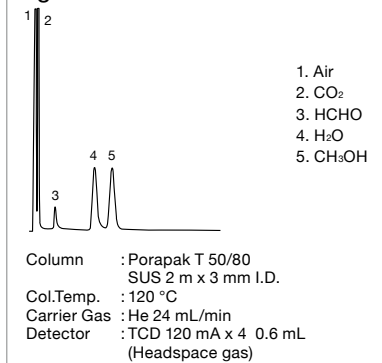 1 2
1. Air
2. CO₂
3. HCHO
4. H₂O
5. CH₃OH
4 5
3
Column : Porapak T 50/80
SUS 2 m x 3 mm I.D.
Col.Temp. : 120 °C
Carrier Gas : He 24 mL/min
Detector : TCD 120 mA x 4 0.6 mL
(Headspace gas)